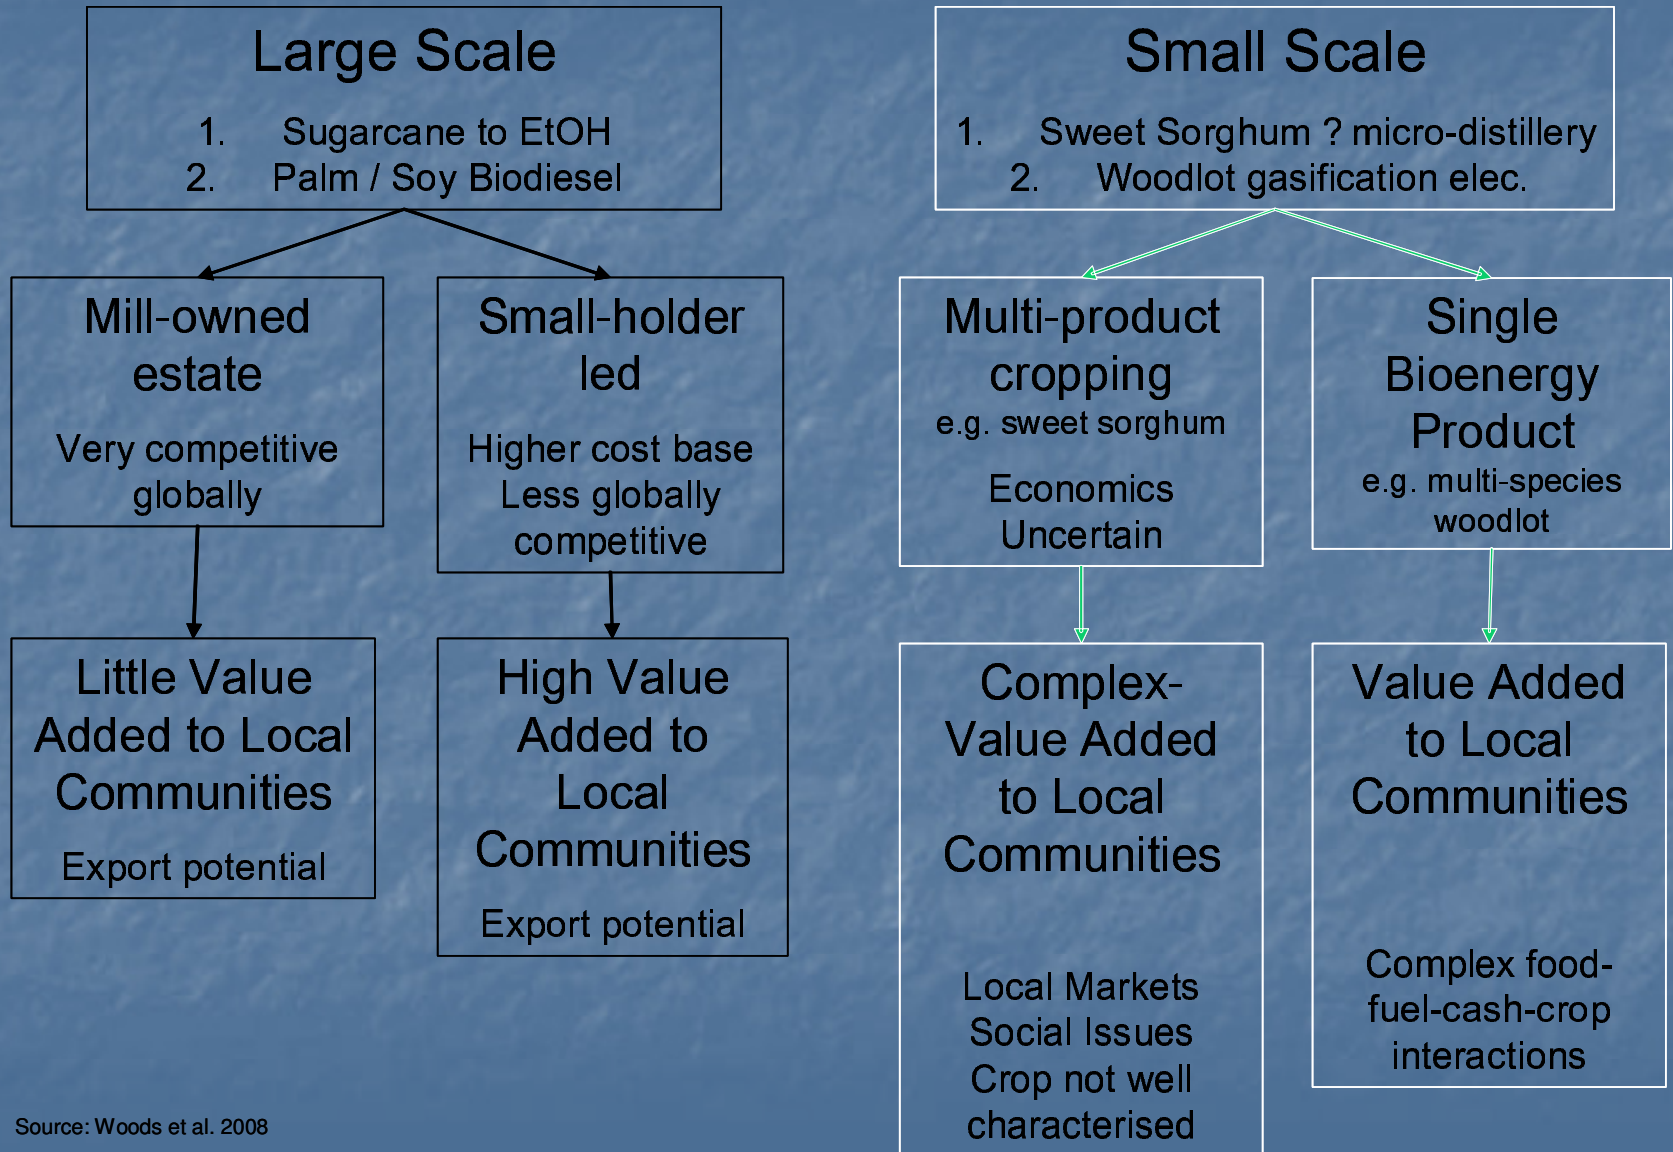 Large Scale
1. Sugarcane to EtOH
2. Palm / Soy Biodiesel
Mill-owned
estate
Very competitive
globally
Small-holder
led
Higher cost base
Less globally
competitive
Little Value
Added to Local
Communities
Export potential
High Value
Added to
Local
Communities
Export potential
Small Scale
1. Sweet Sorghum ? micro-distillery
2. Woodlot gasification elec.
Multi-product
cropping
e.g. sweet sorghum
Economics
Uncertain
Single
Bioenergy
Product
e.g. multi-species
woodlot
Complex-
Value Added
to Local
Communities
Local Markets
Social Issues
Crop not well
characterised
Value Added
to Local
Communities
Complex food-
fuel-cash-crop
interactions
Source: Woods et al. 2008